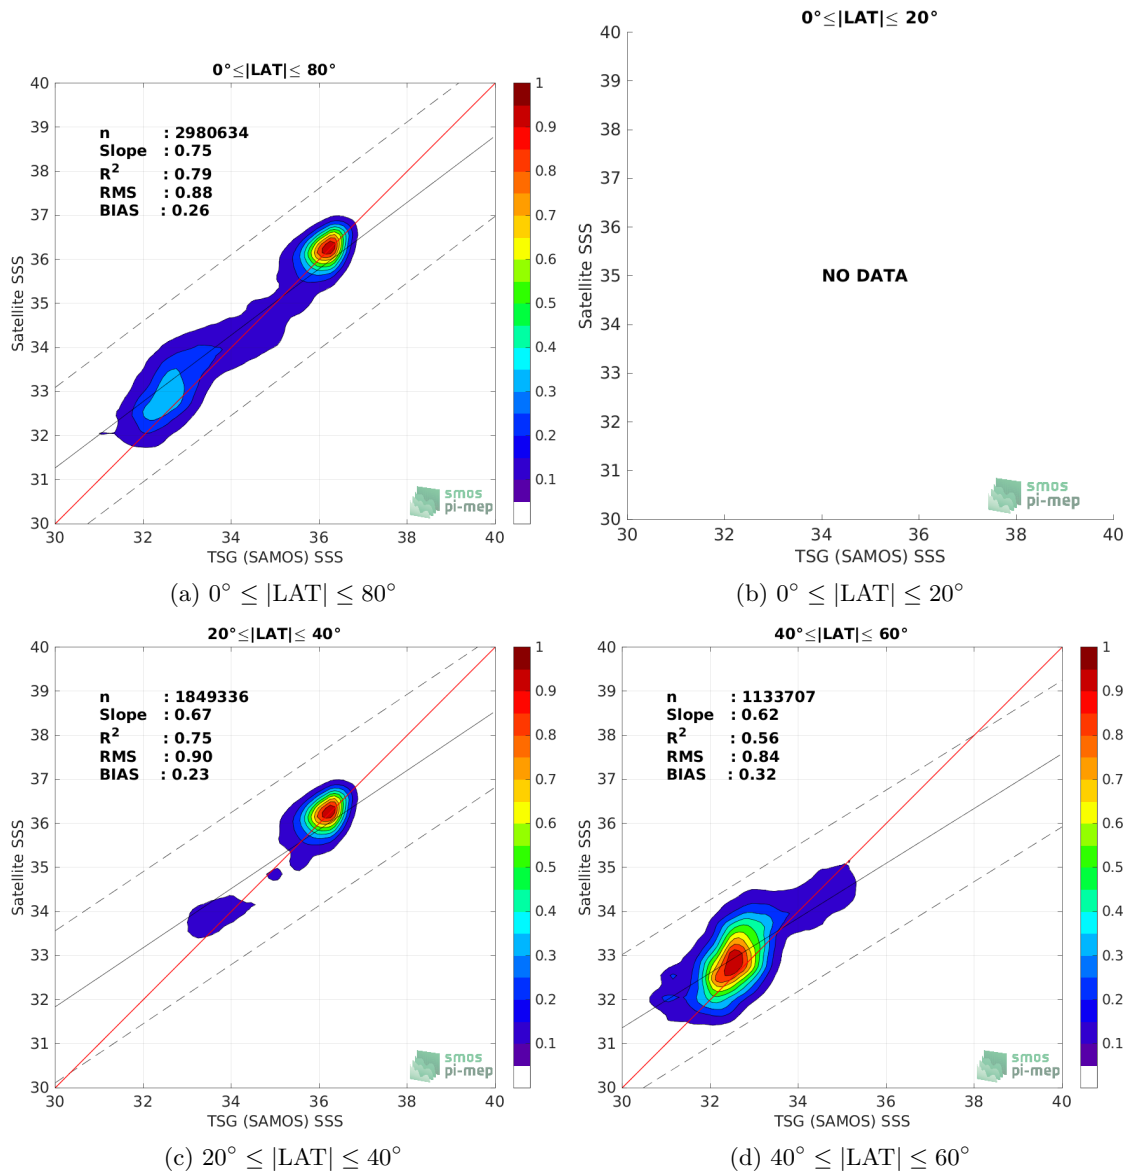 0°≤|LAT|≤ 80°
40
39
38
37
36
35
34
33
32
31
30
Satellite SSS
n : 2980634
Slope : 0.75
R² : 0.79
RMS : 0.88
BIAS : 0.26
smos
pi-mep
30 32 34 36 38 40
TSG (SAMOS) SSS
1
0.9
0.8
0.7
0.6
0.5
0.4
0.3
0.2
0.1
(a) 0° ≤ |LAT| ≤ 80°
0°≤|LAT|≤ 20°
40
39
38
37
36
35
34
33
32
31
30
Satellite SSS
NO DATA
smos
pi-mep
30 32 34 36 38 40
TSG (SAMOS) SSS
(b) 0° ≤ |LAT| ≤ 20°
20°≤|LAT|≤ 40°
40
39
38
37
36
35
34
33
32
31
30
Satellite SSS
n : 1849336
Slope : 0.67
R² : 0.75
RMS : 0.90
BIAS : 0.23
smos
pi-mep
30 32 34 36 38 40
TSG (SAMOS) SSS
1
0.9
0.8
0.7
0.6
0.5
0.4
0.3
0.2
0.1
(c) 20° ≤ |LAT| ≤ 40°
40°≤|LAT|≤ 60°
40
39
38
37
36
35
34
33
32
31
30
Satellite SSS
n : 1133707
Slope : 0.62
R² : 0.56
RMS : 0.84
BIAS : 0.32
smos
pi-mep
30 32 34 36 38 40
TSG (SAMOS) SSS
1
0.9
0.8
0.7
0.6
0.5
0.4
0.3
0.2
0.1
(d) 40° ≤ |LAT| ≤ 60°